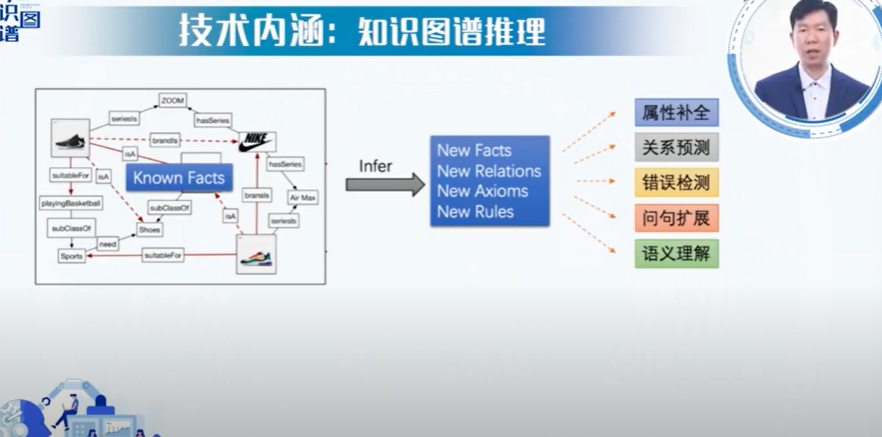 识图
谱
技术内涵：知识图谱推理
ZOOM
seriesIs
hasSeries
brandIs
NIKE
isA
Known Facts
hasSeries
suitableFor
isA
playingBasketball
subClassOf
isA
bransIs
Air Max
subClassOf
Shoes
seriesIs
need
Sports
suitableFor
Infer
New Facts
New Relations
New Axioms
New Rules
属性补全
关系预测
错误检测
问句扩展
语义理解